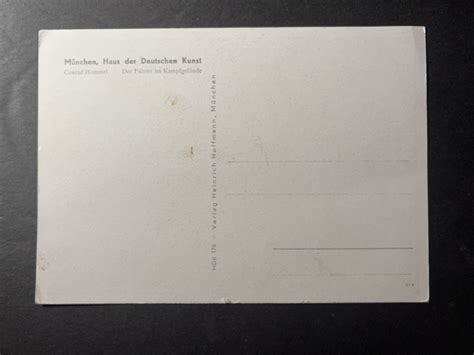 München, Haus der Deutschen Kunst
Conrad Hommel Der Führer im Kampfgelände
HDK 176 — Verlag Heinrich Hoffmann, München